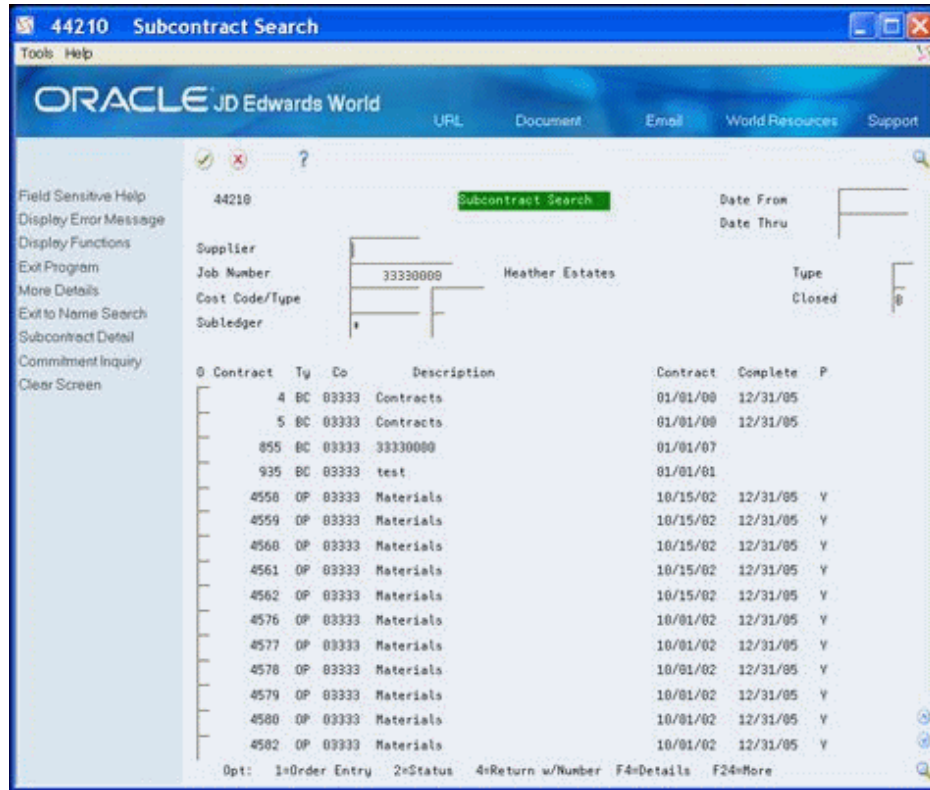 44210 Subcontract Search
Tools Help
ORACLE JD Edwards World
URL Document Email World Resources Support
?
Field Sensitive Help
Display Error Message
Display Functions
Exit Program
More Details
Exit to Name Search
Subcontract Detail
Commitment Inquiry
Clear Screen
44210 Subcontract Search Date From
Date Thru
Supplier
Job Number 33330000 Heather Estates Type
Cost Code/Type Closed 0
Subledger *
O Contract Ty Co Description Contract Complete P
4 BC 03333 Contracts 01/01/00 12/31/05
5 BC 03333 Contracts 01/01/00 12/31/05
855 BC 03333 33330000 01/01/07
935 BC 03333 test 01/01/01
4558 OP 03333 Materials 10/15/02 12/31/05 Y
4559 OP 03333 Materials 10/15/02 12/31/05 Y
4560 OP 03333 Materials 10/15/02 12/31/05 Y
4561 OP 03333 Materials 10/15/02 12/31/05 Y
4562 OP 03333 Materials 10/15/02 12/31/05 Y
4576 OP 03333 Materials 10/01/02 12/31/05 Y
4577 OP 03333 Materials 10/01/02 12/31/05 Y
4578 OP 03333 Materials 10/01/02 12/31/05 Y
4579 OP 03333 Materials 10/01/02 12/31/05 Y
4580 OP 03333 Materials 10/01/02 12/31/05 Y
4582 OP 03333 Materials 10/01/02 12/31/05 Y
Opt: 1=Order Entry 2=Status 4=Return w/Number F4=Details F24=More